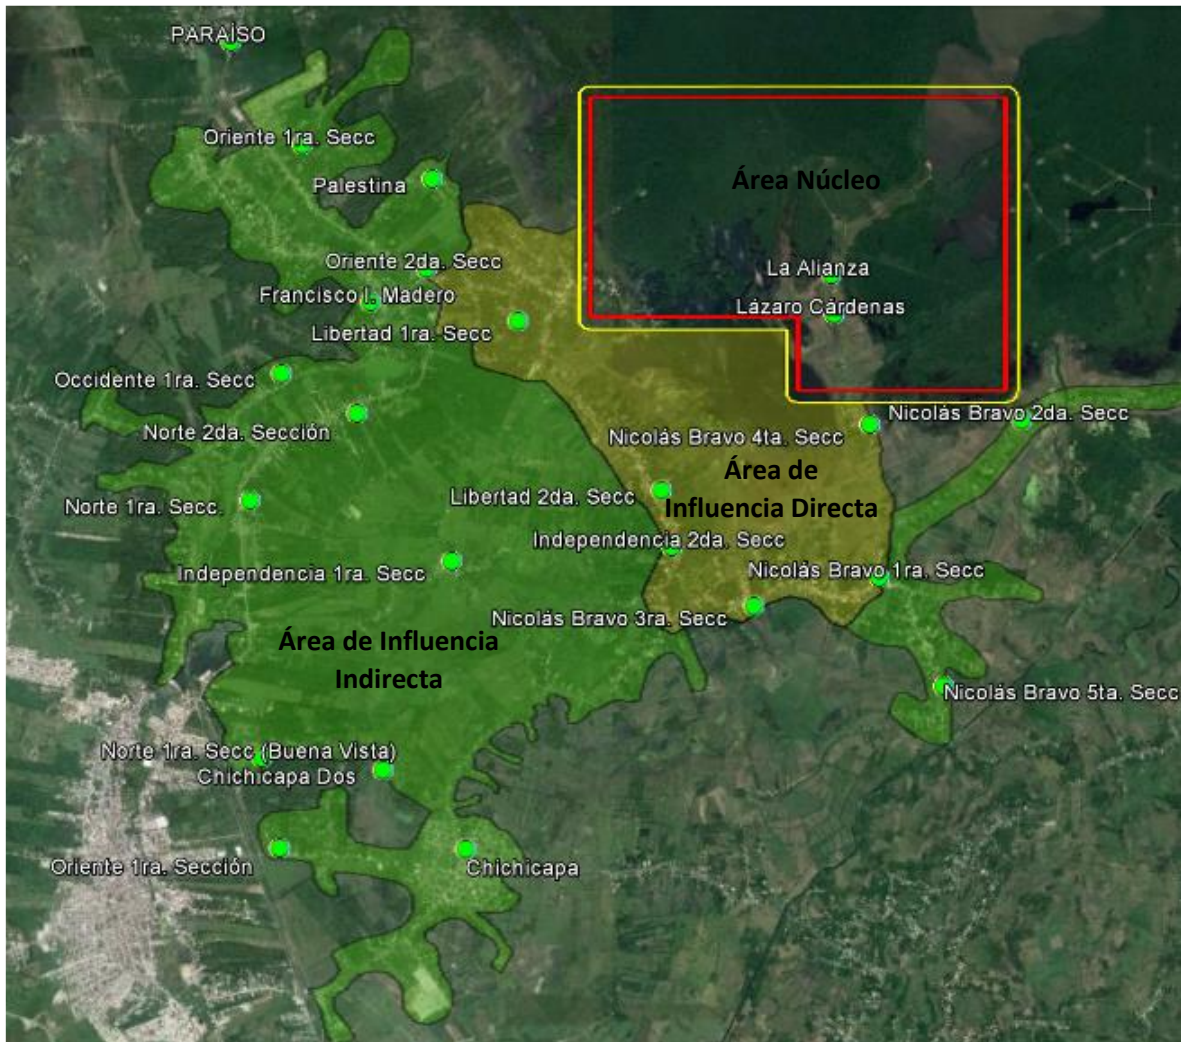 PARAÍSO
Oriente 1ra. Secc
Palestina
Área Núcleo
Oriente 2da. Secc
La Alianza
Francisco I. Madero
Lázaro Cárdenas
Libertad 1ra. Secc
Occidente 1ra. Secc
Nicolás Bravo 2da. Secc
Norte 2da. Sección
Nicolás Bravo 4ta. Secc
Área de
Influencia Directa
Libertad 2da. Secc
Norte 1ra. Secc
Independencia 2da. Secc
Independencia 1ra. Secc
Nicolás Bravo 1ra. Secc
Nicolás Bravo 3ra. Secc
Área de Influencia
Indirecta
Nicolás Bravo 5ta. Secc
Norte 1ra. Secc (Buena Vista)
Chichicapa Dos
Oriente 1ra. Sección
Chichicapa